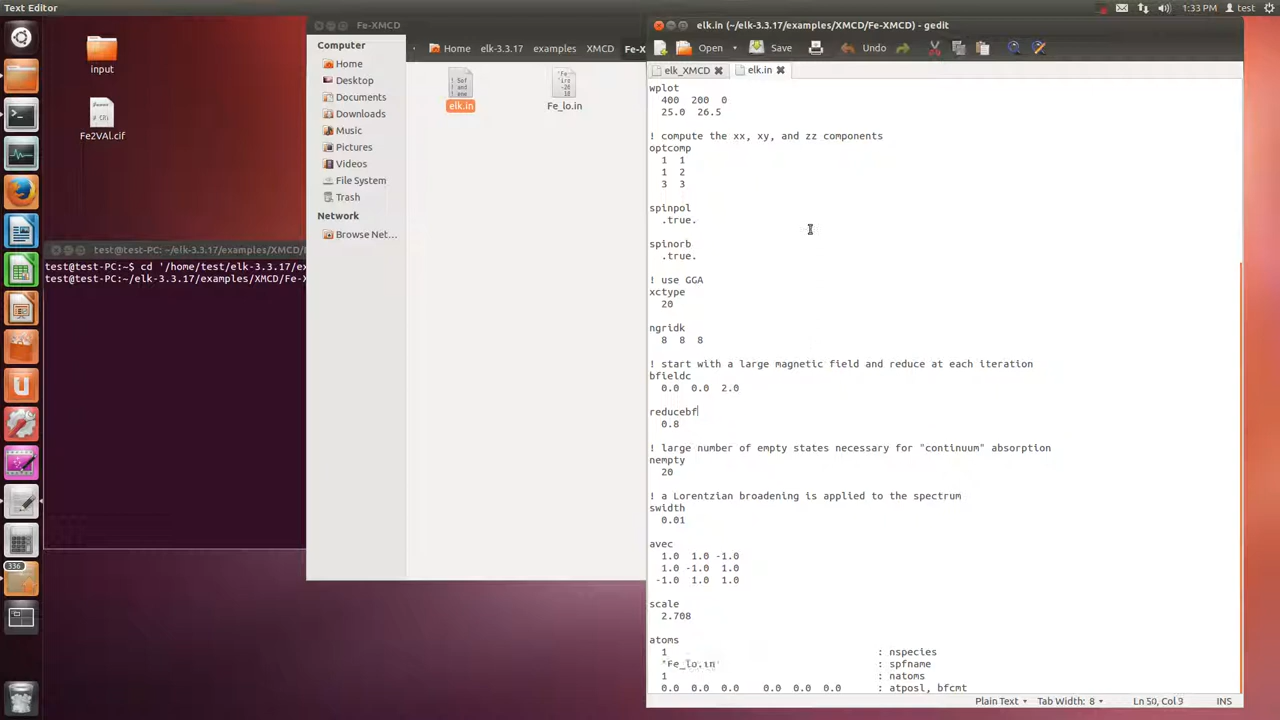 Text Editor
1:33 PM
test
input
Fe2VAl.cif
336
test@test-PC: ~/elk-3.3.17/examples/XMCD/F
test@test-PC:~$ cd '/home/test/elk-3.3.17/ex
test@test-PC:~/elk-3.3.17/examples/XMCD/Fe-X
Fe-XMCD
Home
elk-3.3.17
examples
XMCD
Fe-X
Computer
Home
Desktop
Documents
Downloads
Music
Pictures
Videos
File System
Trash
Network
Browse Net...
elk.in
Fe_lo.in
elk.in (~/elk-3.3.17/examples/XMCD/Fe-XMCD) - gedit
Open
Save
Undo
elk_XMCD
elk.in
wplot
400 200 0
25.0 26.5
! compute the xx, xy, and zz components
optcomp
1 1
1 2
3 3
spinpol
.true.
spinorb
.true.
! use GGA
xctype
20
ngridk
8 8 8
! start with a large magnetic field and reduce at each iteration
bfieldc
0.0 0.0 2.0
reducebf
0.8
! large number of empty states necessary for "continuum" absorption
nempty
20
! a Lorentzian broadening is applied to the spectrum
swidth
0.01
avec
1.0 1.0 -1.0
1.0 -1.0 1.0
-1.0 1.0 1.0
scale
2.708
atoms
1 : nspecies
'Fe_lo.in' : spfname
1 : natoms
0.0 0.0 0.0 0.0 0.0 0.0 : atposl, bfcmt
Plain Text
Tab Width: 8
Ln 50, Col 9
INS